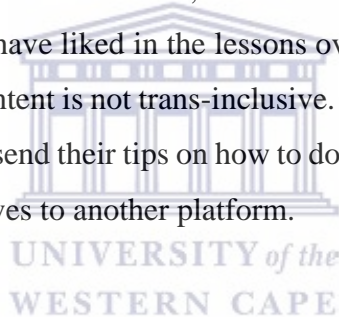 have liked in the lessons ov
ntent is not trans-inclusive.
send their tips on how to do
ves to another platform.
UNIVERSITY of the
WESTERN CAPE